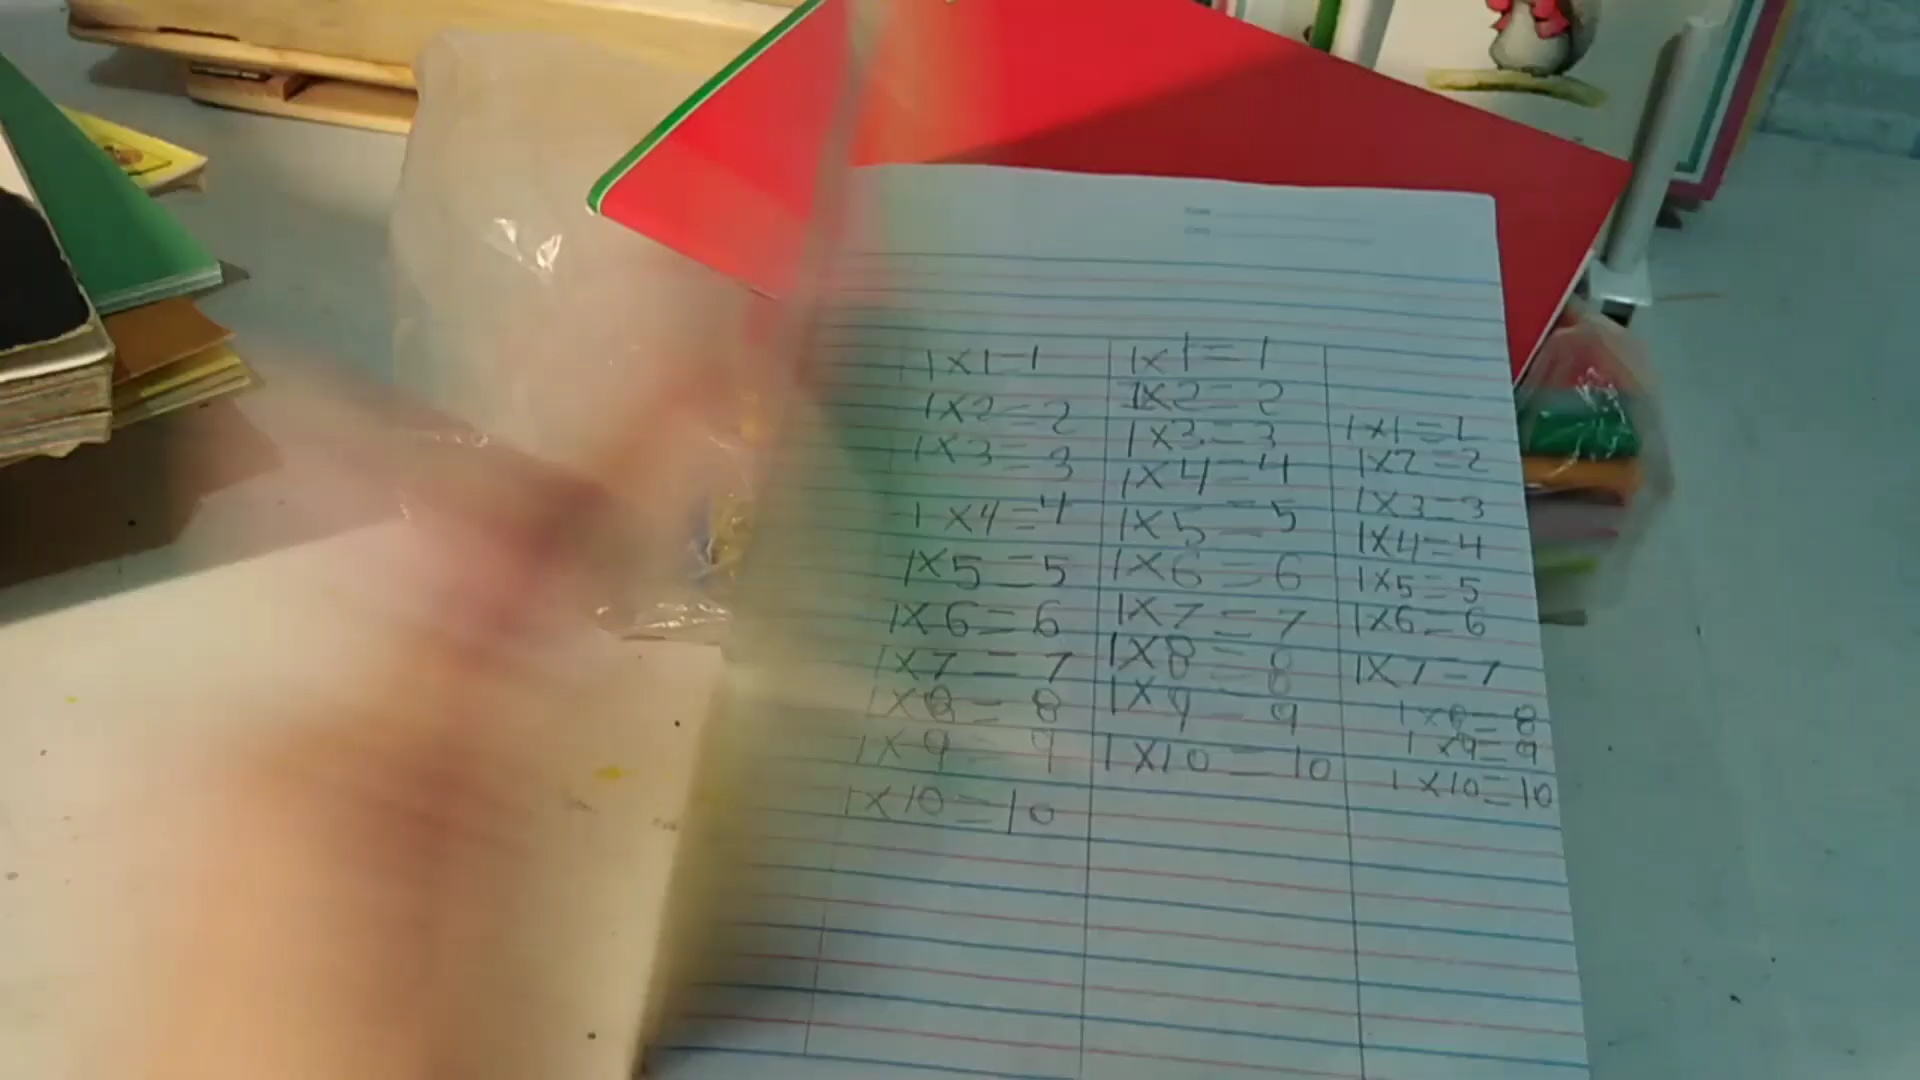 1x1=1
1x2=2
1x3=3
1x4=4
1x5=5
1x6=6
1x7=7
1x8=8
1x9=9
1x10=10
1x1=1
1x2=2
1x3=3
1x4=4
1x5=5
1x6=6
1x7=7
1x8=8
1x9=9
1x10=10
1x1=1
1x2=2
1x3=3
1x4=4
1x5=5
1x6=6
1x7=7
1x8=8
1x9=9
1x10=10